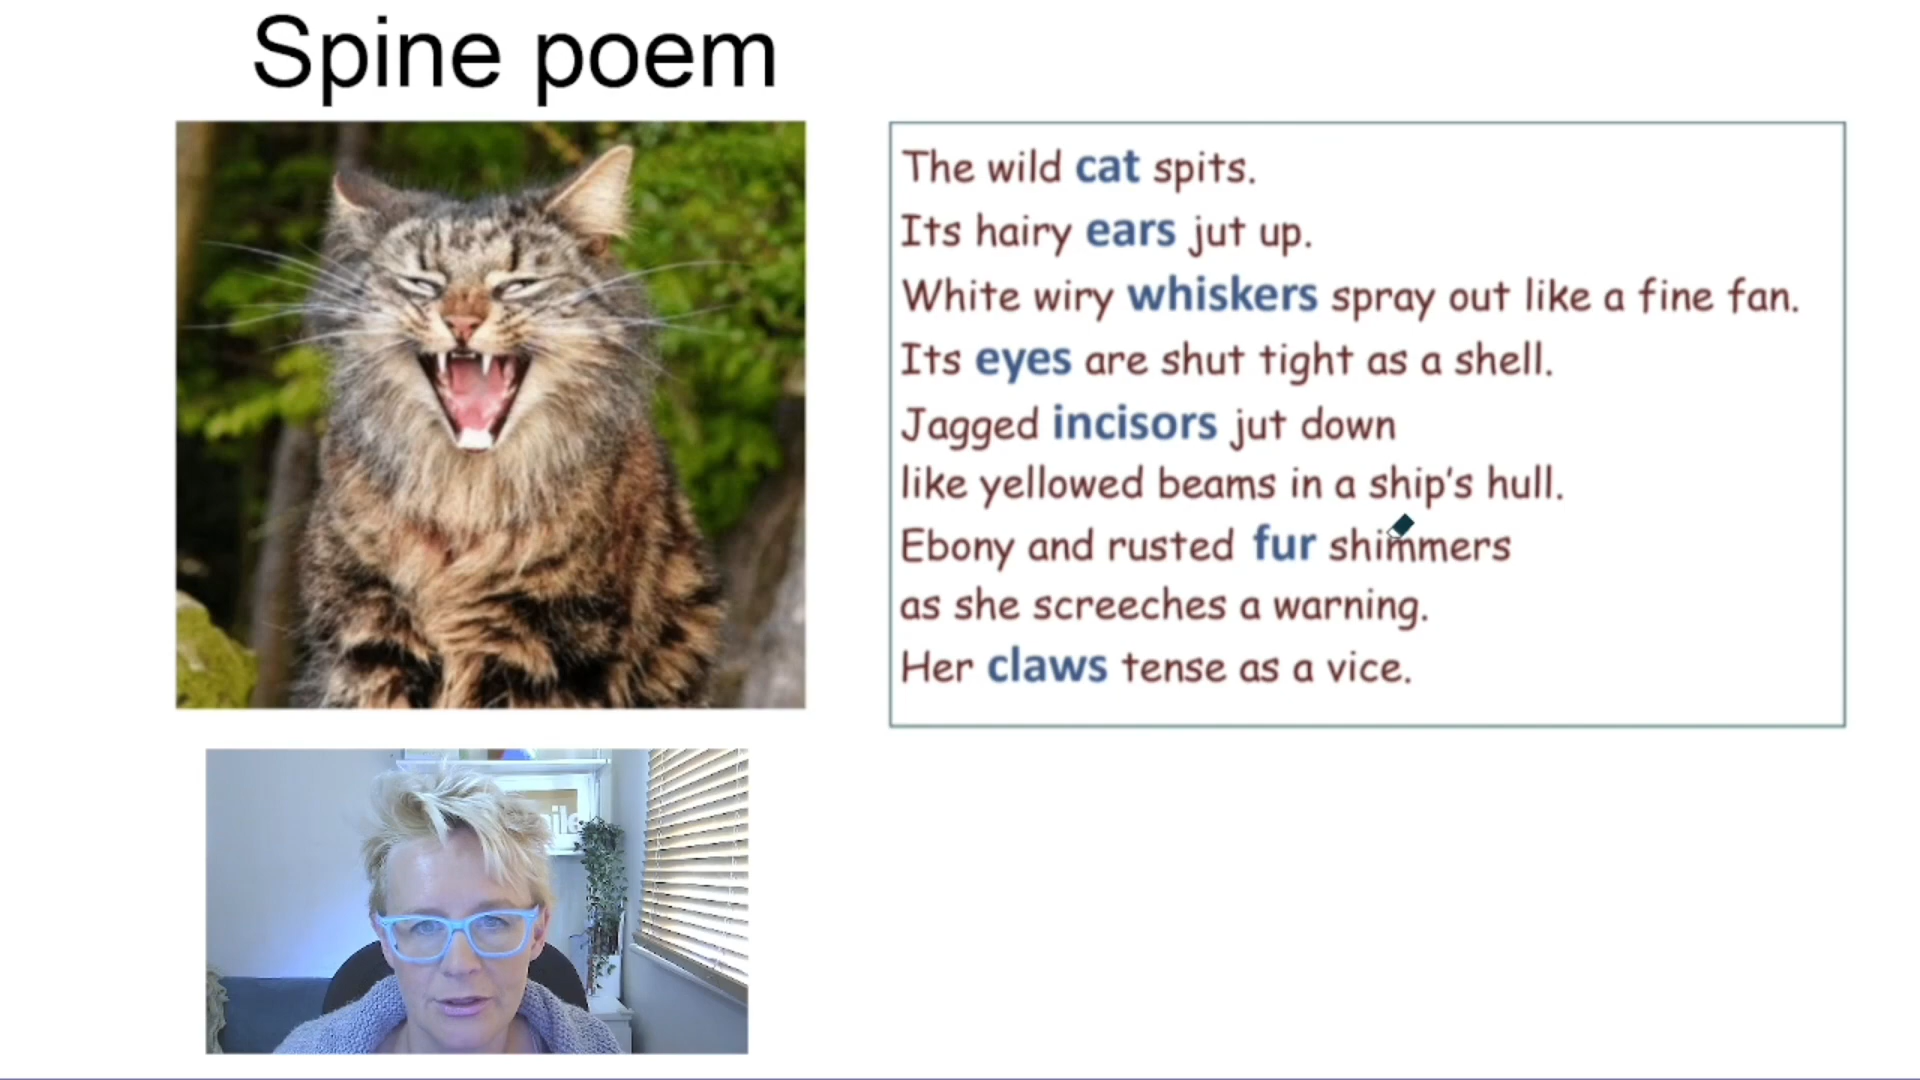 Spine poem
The wild cat spits.
Its hairy ears jut up.
White wiry whiskers spray out like a fine fan.
Its eyes are shut tight as a shell.
Jagged incisors jut down
like yellowed beams in a ship's hull.
Ebony and rusted fur shimmers
as she screeches a warning.
Her claws tense as a vice.